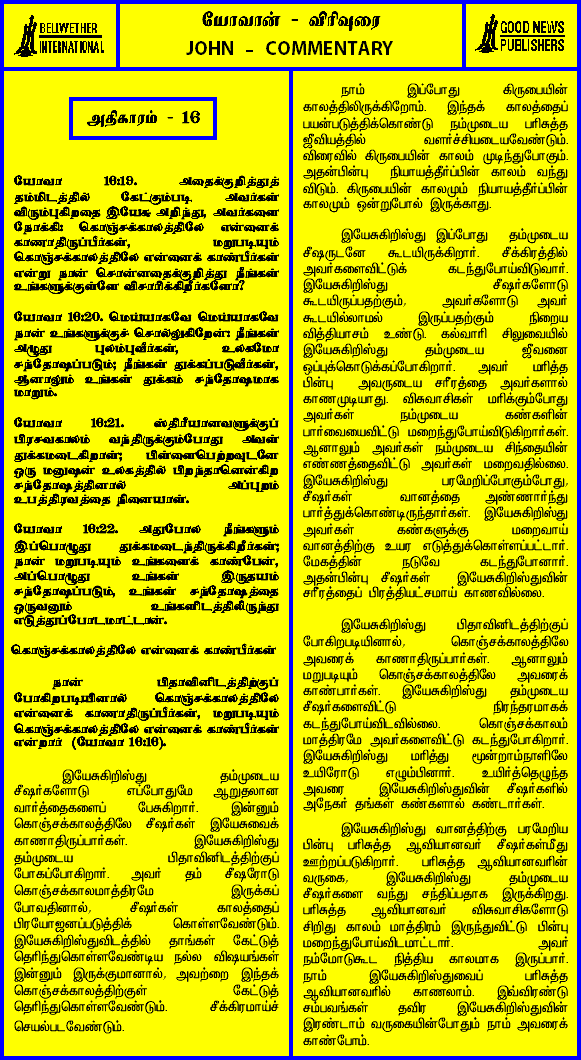 BELWETHER
INTERNATIONAL
யோவான் - விரிவுரை
JOHN - COMMENTARY
GOOD NEWS
PUBLISHERS
அதிகாரம் - 16
யோவா 16:19. அதைக்குறித்துத்
தம்மிடத்தில் கேட்கும்படி அவர்கள்
விரும்புகிறதை இயேசு அறிந்து, அவர்களை
நோக்கி: கொஞ்சக்காலத்திலே என்னைக்
காணாதிருப்பீர்கள், மறுபடியும்
கொஞ்சக்காலத்திலே என்னைக் காண்பீர்கள்
என்று நான் சொன்னதைக்குறித்து நீங்கள்
உங்களுக்குள்ளே விசாரிக்கிறீர்களோ?
யோவா 16:20. மெய்யாகவே மெய்யாகவே
நான் உங்களுக்குச் சொல்லுகிறேன்: நீங்கள்
அழுது புலம்புவீர்கள், உலகமோ
சந்தோஷப்படும்; நீங்கள் துக்கப்படுவீர்கள்,
ஆனாலும் உங்கள் துக்கம் சந்தோஷமாக
மாறும்.
யோவா 16:21. ஸ்திரீயானவளுக்குப்
பிரசவகாலம் வந்திருக்கும்போது அவள்
துக்கமடைகிறாள்; பிள்ளைபெற்றவுடனே
ஒரு மனுஷன் உலகத்தில் பிறந்தானென்கிற
சந்தோஷத்தினால் அப்புறம்
உபத்திரவத்தை நினையாள்.
யோவா 16:22. அதுபோல நீங்களும்
இப்பொழுது துக்கமடைந்திருக்கிறீர்கள்;
நான் மறுபடியும் உங்களைக் காண்பேன்,
அப்பொழுது உங்கள் இருதயம்
சந்தோஷப்படும், உங்கள் சந்தோஷத்தை
ஒருவனும் உங்களிடத்திலிருந்து
எடுத்துப்போடமாட்டான்.
கொஞ்சக்காலத்திலே என்னைக் காண்பீர்கள்
நான் பிதாவினிடத்திற்குப்
போகிறபடியினால் கொஞ்சக்காலத்திலே
என்னைக் காணாதிருப்பீர்கள், மறுபடியும்
கொஞ்சக்காலத்திலே என்னைக் காண்பீர்கள்
என்றார் (யோவா 16:16).
இயேசுகிறிஸ்து தம்முடைய
சீஷர்களோடு எப்போதுமே ஆறுதலான
வார்த்தைகளைப் பேசுகிறார். இன்னும்
கொஞ்சக்காலத்திலே சீஷர்கள் இயேசுவைக்
காணாதிருப்பார்கள். இயேசுகிறிஸ்து
தம்முடைய பிதாவினிடத்திற்குப்
போகப்போகிறார். அவர் தம் சீஷரோடு
கொஞ்சக்காலமாத்திரமே இருக்கப்
போவதினால், சீஷர்கள் காலத்தைப்
பிரயோஜனப்படுத்திக் கொள்ளவேண்டும்.
இயேசுகிறிஸ்துவிடத்தில் தாங்கள் கேட்டுத்
தெரிந்துகொள்ளவேண்டிய நல்ல விஷயங்கள்
இன்னும் இருக்குமானால், அவற்றை இந்தக்
கொஞ்சக்காலத்திற்குள் கேட்டுத்
தெரிந்துகொள்ளவேண்டும். சீக்கிரமாய்ச்
செயல்படவேண்டும்.
நாம் இப்போது கிருபையின்
காலத்திலிருக்கிறோம். இந்தக் காலத்தைப்
பயன்படுத்திக்கொண்டு நம்முடைய பரிசுத்த
ஜீவியத்தில் வளர்ச்சியடையவேண்டும்.
விரைவில் கிருபையின் காலம் முடிந்துபோகும்.
அதன்பின்பு நியாயத்தீர்ப்பின் காலம் வந்து
விடும். கிருபையின் காலமும் நியாயத்தீர்ப்பின்
காலமும் ஒன்றுபோல் இருக்காது.
இயேசுகிறிஸ்து இப்போது தம்முடைய
சீஷருடனே கூடயிருக்கிறார். சீக்கிரத்தில்
அவர்களைவிட்டுக் கடந்துபோய்விடுவார்.
இயேசுகிறிஸ்து சீஷர்களோடு
கூடயிருப்பதற்கும், அவர்களோடு அவர்
கூடயில்லாமல் இருப்பதற்கும் நிறைய
வித்தியாசம் உண்டு. கல்வாரி சிலுவையில்
இயேசுகிறிஸ்து தம்முடைய ஜீவனை
ஒப்புக்கொடுக்கப்போகிறார். அவர் மரித்த
பின்பு அவருடைய சரீரத்தை அவர்களால்
காணமுடியாது. விசுவாசிகள் மரிக்கும்போது
அவர்கள் நம்முடைய கண்களின்
பார்வையைவிட்டு மறைந்துபோய்விடுகிறார்கள்.
ஆனாலும் அவர்கள் நம்முடைய சிந்தையின்
எண்ணத்தைவிட்டு அவர்கள் மறைவதில்லை.
இயேசுகிறிஸ்து பரமேறிப்போகும்போது,
சீஷர்கள் வானத்தை அண்ணார்ந்து
பார்த்துக்கொண்டிருந்தார்கள். இயேசுகிறிஸ்து
அவர்கள் கண்களுக்கு மறைவாய்
வானத்திற்கு உயர எடுத்துக்கொள்ளப்பட்டார்.
மேகத்தின் நடுவே கடந்துபோனார்.
அதன்பின்பு சீஷர்கள் இயேசுகிறிஸ்துவின்
சரீரத்தைப் பிரத்தியட்சமாய் காணவில்லை.
இயேசுகிறிஸ்து பிதாவினிடத்திற்குப்
போகிறபடியினால், கொஞ்சக்காலத்திலே
அவரைக் காணாதிருப்பார்கள். ஆனாலும்
மறுபடியும் கொஞ்சக்காலத்திலே அவரைக்
காண்பார்கள். இயேசுகிறிஸ்து தம்முடைய
சீஷர்களைவிட்டு நிரந்தரமாகக்
கடந்துபோய்விடவில்லை. கொஞ்சக்காலம்
மாத்திரமே அவர்களைவிட்டு கடந்துபோகிறார்.
இயேசுகிறிஸ்து மரித்து மூன்றாம்நாளிலே
உயிரோடு எழும்பினார். உயிர்த்தெழுந்த
அவரை இயேசுகிறிஸ்துவின் சீஷர்களில்
அநேகர் தங்கள் கண்களால் கண்டார்கள்.
இயேசுகிறிஸ்து வானத்திற்கு பரமேறிய
பின்பு பரிசுத்த ஆவியானவர் சீஷர்கள்மீது
ஊற்றப்படுகிறார். பரிசுத்த ஆவியானவரின்
வருகை, இயேசுகிறிஸ்து தம்முடைய
சீஷர்களை வந்து சந்திப்பதாக இருக்கிறது.
பரிசுத்த ஆவியானவர் விசுவாசிகளோடு
சிறிது காலம் மாத்திரம் இருந்துவிட்டு பின்பு
மறைந்துபோய்விடமாட்டார். அவர்
நம்மோடுகூட நித்திய காலமாக இருப்பார்.
நாம் இயேசுகிறிஸ்துவைப் பரிசுத்த
ஆவியானவரில் காணலாம். இவ்விரண்டு
சம்பவங்கள் தவிர இயேசுகிறிஸ்துவின்
இரண்டாம் வருகையின்போதும் நாம் அவரைக்
காண்போம்.